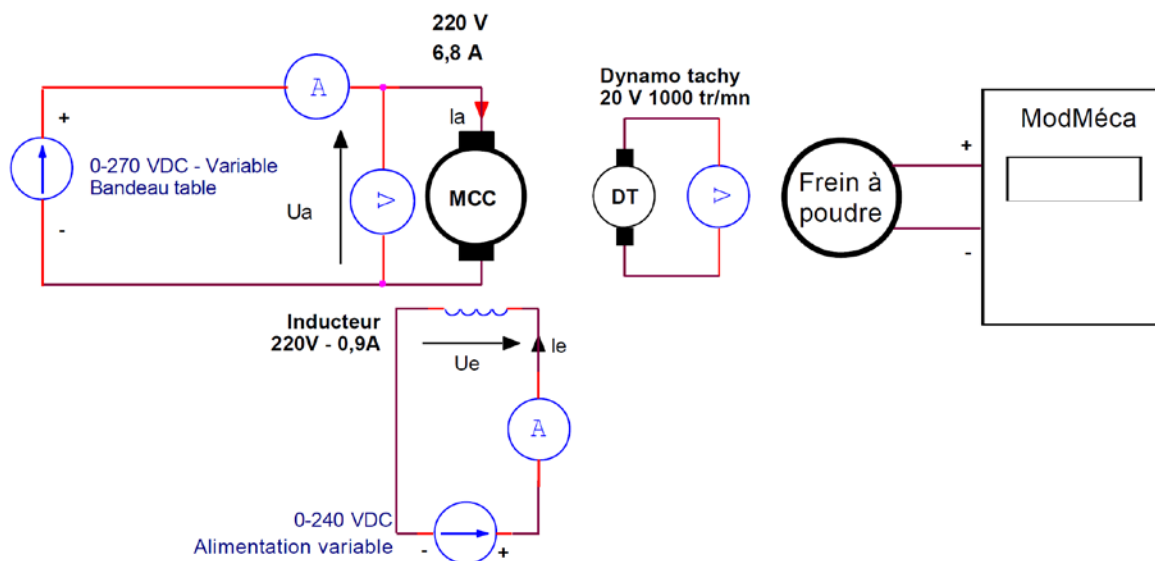 220 V
6,8 A
A
+
0-270 VDC - Variable
Bandeau table
-
Ua
V
Ia
MCC
Dynamo tachy
20 V 1000 tr/mn
DT
V
Frein à
poudre
+
-
ModMéca
Inducteur
220V - 0,9A
Ue
Ie
A
0-240 VDC
Alimentation variable
-
+